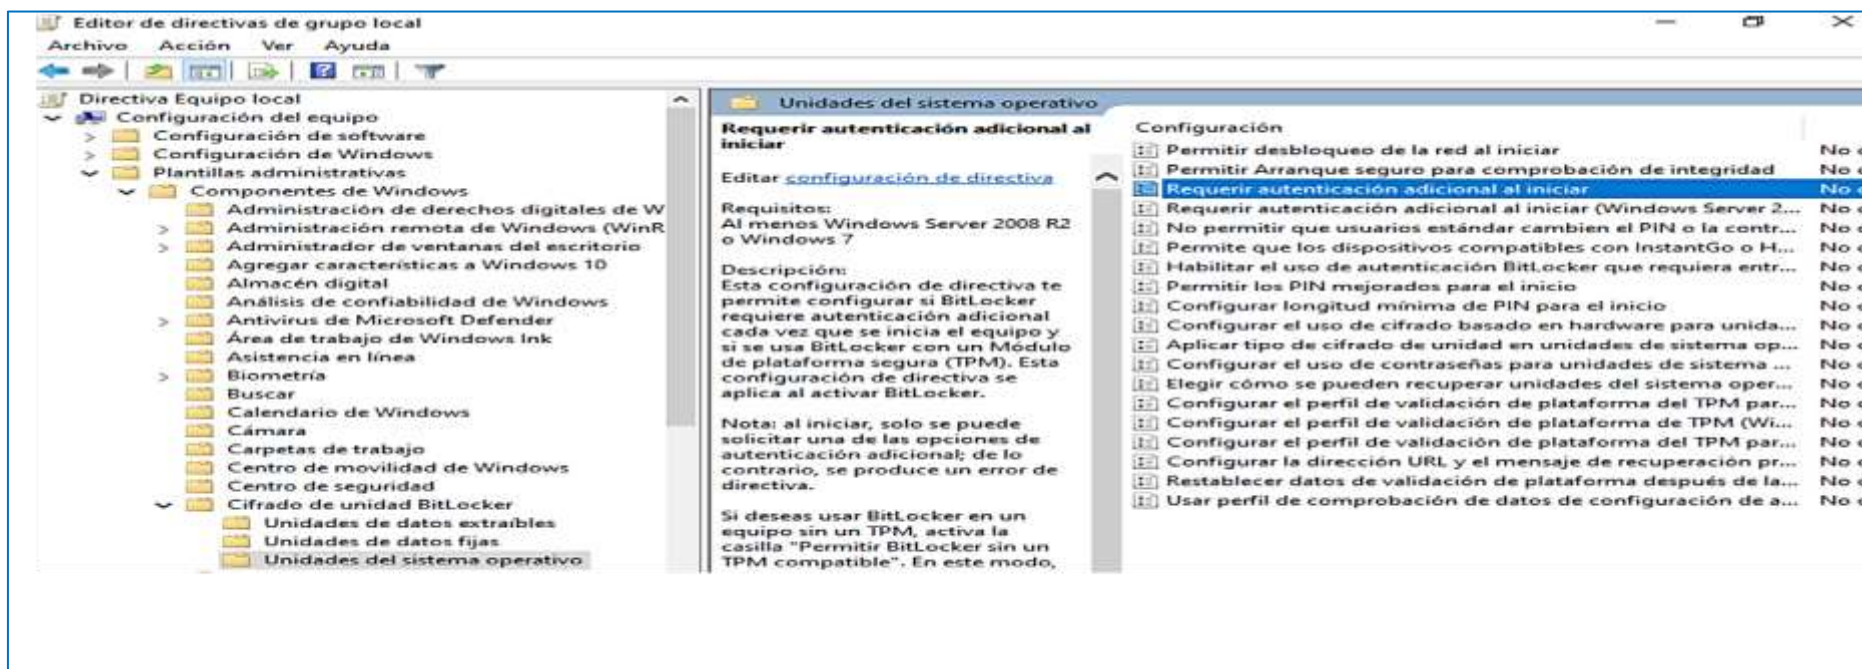 Editor de directivas de grupo local
Archivo Acción Ver Ayuda
Directiva Equipo local
Configuración del equipo
Configuración de software
Configuración de Windows
Plantillas administrativas
Componentes de Windows
Administración de derechos digitales de W
Administración remota de Windows (WinR
Administrador de ventanas del escritorio
Agregar características a Windows 10
Almacén digital
Análisis de confiabilidad de Windows
Antivirus de Microsoft Defender
Área de trabajo de Windows Ink
Asistencia en línea
Biometría
Buscar
Calendario de Windows
Cámara
Carpetas de trabajo
Centro de movilidad de Windows
Centro de seguridad
Cifrado de unidad BitLocker
Unidades de datos extraíbles
Unidades de datos fijas
Unidades del sistema operativo
Unidades del sistema operativo
Requerir autenticación adicional al
iniciar
Editar configuración de directiva
Requisitos:
Al menos Windows Server 2008 R2
o Windows 7
Descripción:
Esta configuración de directiva te
permite configurar si BitLocker
requiere autenticación adicional
cada vez que se inicia el equipo y
si se usa BitLocker con un Módulo
de plataforma segura (TPM). Esta
configuración de directiva se
aplica al activar BitLocker.
Nota: al iniciar, solo se puede
solicitar una de las opciones de
autenticación adicional; de lo
contrario, se produce un error de
directiva.
Si deseas usar BitLocker en un
equipo sin un TPM, activa la
casilla "Permitir BitLocker sin un
TPM compatible". En este modo,
Configuración
Permitir desbloqueo de la red al iniciar No c
Permitir Arranque seguro para comprobación de integridad No c
Requerir autenticación adicional al iniciar No c
Requerir autenticación adicional al iniciar (Windows Server 2... No c
No permitir que usuarios estándar cambien el PIN o la contr... No c
Permite que los dispositivos compatibles con InstantGo o H... No c
Habilitar el uso de autenticación BitLocker que requiera entr... No c
Permitir los PIN mejorados para el inicio No c
Configurar longitud mínima de PIN para el inicio No c
Configurar el uso de cifrado basado en hardware para unida... No c
Aplicar tipo de cifrado de unidad en unidades de sistema op... No c
Configurar el uso de contraseñas para unidades de sistema ... No c
Elegir cómo se pueden recuperar unidades del sistema oper... No c
Configurar el perfil de validación de plataforma del TPM par... No c
Configurar el perfil de validación de plataforma de TPM (Wi... No c
Configurar el perfil de validación de plataforma del TPM par... No c
Configurar la dirección URL y el mensaje de recuperación pr... No c
Restablecer datos de validación de plataforma después de la... No c
Usar perfil de comprobación de datos de configuración de a... No c